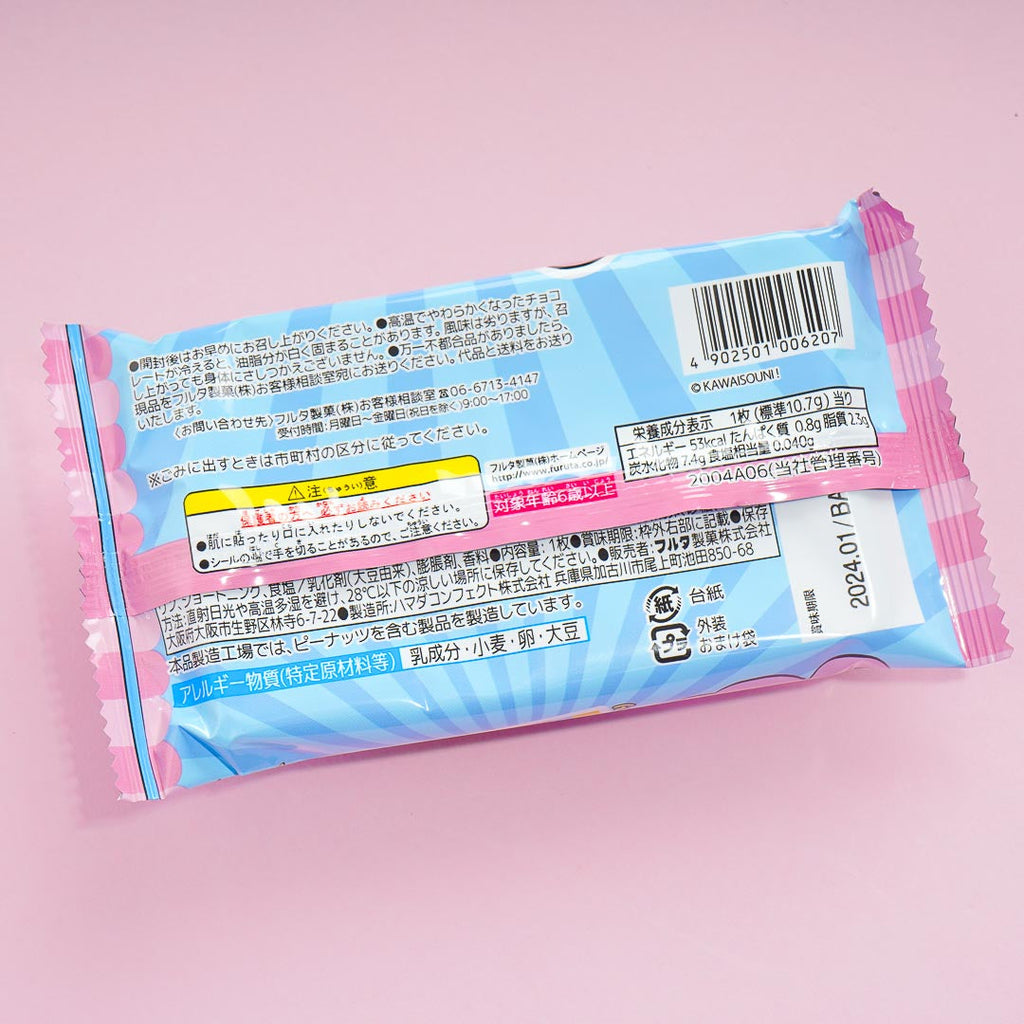 ●開封後はお早めにお召し上がりください。●高温でやわらかくなったチョコ
レートが冷えると、油脂分が白く固まることがあります。風味は劣りますが、召
し上がっても身体にさしつかえございません。●万一不都合品がありましたら、
現品をフルタ製菓(株)お客様相談室宛にお送りください。代品と送料をお送り
いたします。
〈お問い合わせ先〉フルタ製菓(株)お客様相談室☎06-6713-4147
受付時間:月曜日〜金曜日(祝日を除く)9:00〜17:00
※ごみに出すときは市町村の区分に従ってください。
4 902501 006207
©KAWAISOUNI!
栄養成分表示 1枚(標準10.7g)当り
エネルギー 53kcal たんぱく質 0.8g 脂質 2.3g
炭水化物 7.4g 食塩相当量 0.040g
2004A06(当社管理番号)
フルタ製菓(株)ホームページ
http://www.furuta.co.jp/
対象年齢6歳以上
⚠注(ちゅうい)意
●肌に貼ったり口に入れたりしないでください。
●シールの端で手を切ることがあるので、ご注意ください。
ショートニング、食塩/乳化剤(大豆由来)、膨脹剤、香料●内容量:1枚●賞味期限:枠外右部に記載●保存
方法:直射日光や高温多湿を避け、28℃以下の涼しい場所に保存してください。●販売者:フルタ製菓株式会社
大阪府大阪市生野区林寺6-7-22●製造所:ハマダコンフェクト株式会社 兵庫県加古川市尾上町池田850-68
本品製造工場では、ピーナッツを含む製品を製造しています。
アレルギー物質(特定原材料等) 乳成分・小麦・卵・大豆
紙 台紙
プラ 外装
おまけ袋
賞味期限
2024.01/BA